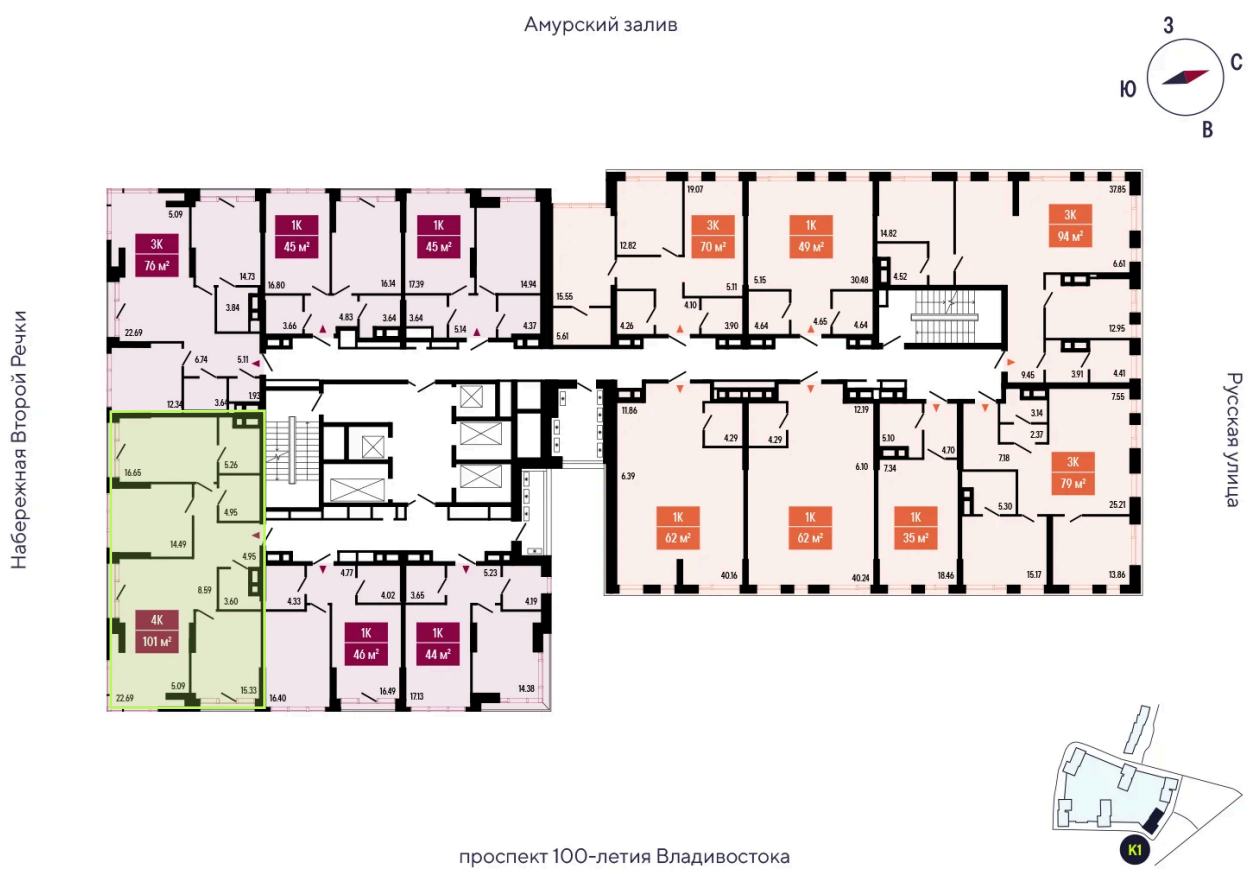 Амурский залив
З
С
Ю
В
Набережная Второй Речки
Русская улица
5.09
3К
76 м²
14.73
3.84
22.69
6.74
5.11
12.34
3.64
1.93
1К
45 м²
16.80
16.14
3.66
4.83
3.64
1К
45 м²
17.39
14.94
3.64
5.14
4.37
15.55
5.61
19.07
3К
70 м²
12.82
5.11
4.26
4.10
3.90
1К
49 м²
5.15
30.48
4.64
4.65
4.64
14.82
4.52
37.85
3К
94 м²
6.61
12.95
9.45
3.91
4.41
16.65
5.26
4.95
14.49
4.95
8.59
3.60
4К
101 м²
22.69
5.09
15.33
4.33
4.77
4.02
1К
46 м²
16.40
16.49
3.65
5.23
4.19
1К
44 м²
17.13
14.38
11.86
4.29
6.39
1К
62 м²
40.16
4.29
12.19
6.10
1К
62 м²
40.24
5.10
4.70
7.34
1К
35 м²
18.46
7.55
3.14
2.37
7.18
3К
79 м²
5.30
25.21
15.17
13.86
К1
проспект 100-летия Владивостока